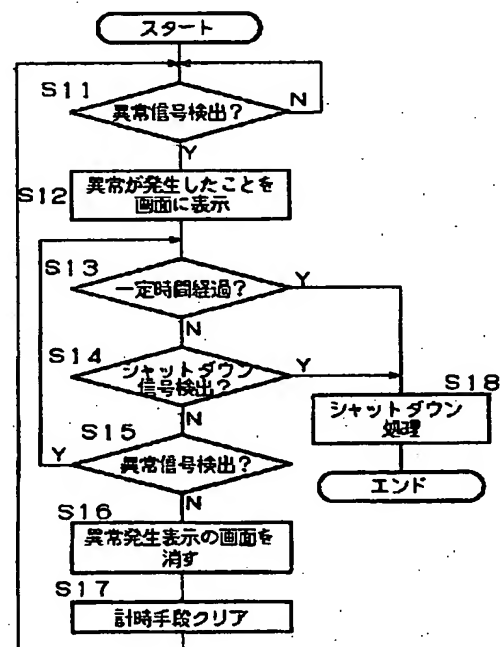 スタート
S11
異常信号検出?
N
Y
S12
異常が発生したことを
画面に表示
S13
一定時間経過?
Y
N
S14
シャットダウン
信号検出?
Y
N
S18
シャットダウン
処理
エンド
S15
異常信号検出?
Y
N
S16
異常発生表示の画面を
消す
S17
計時手段クリア